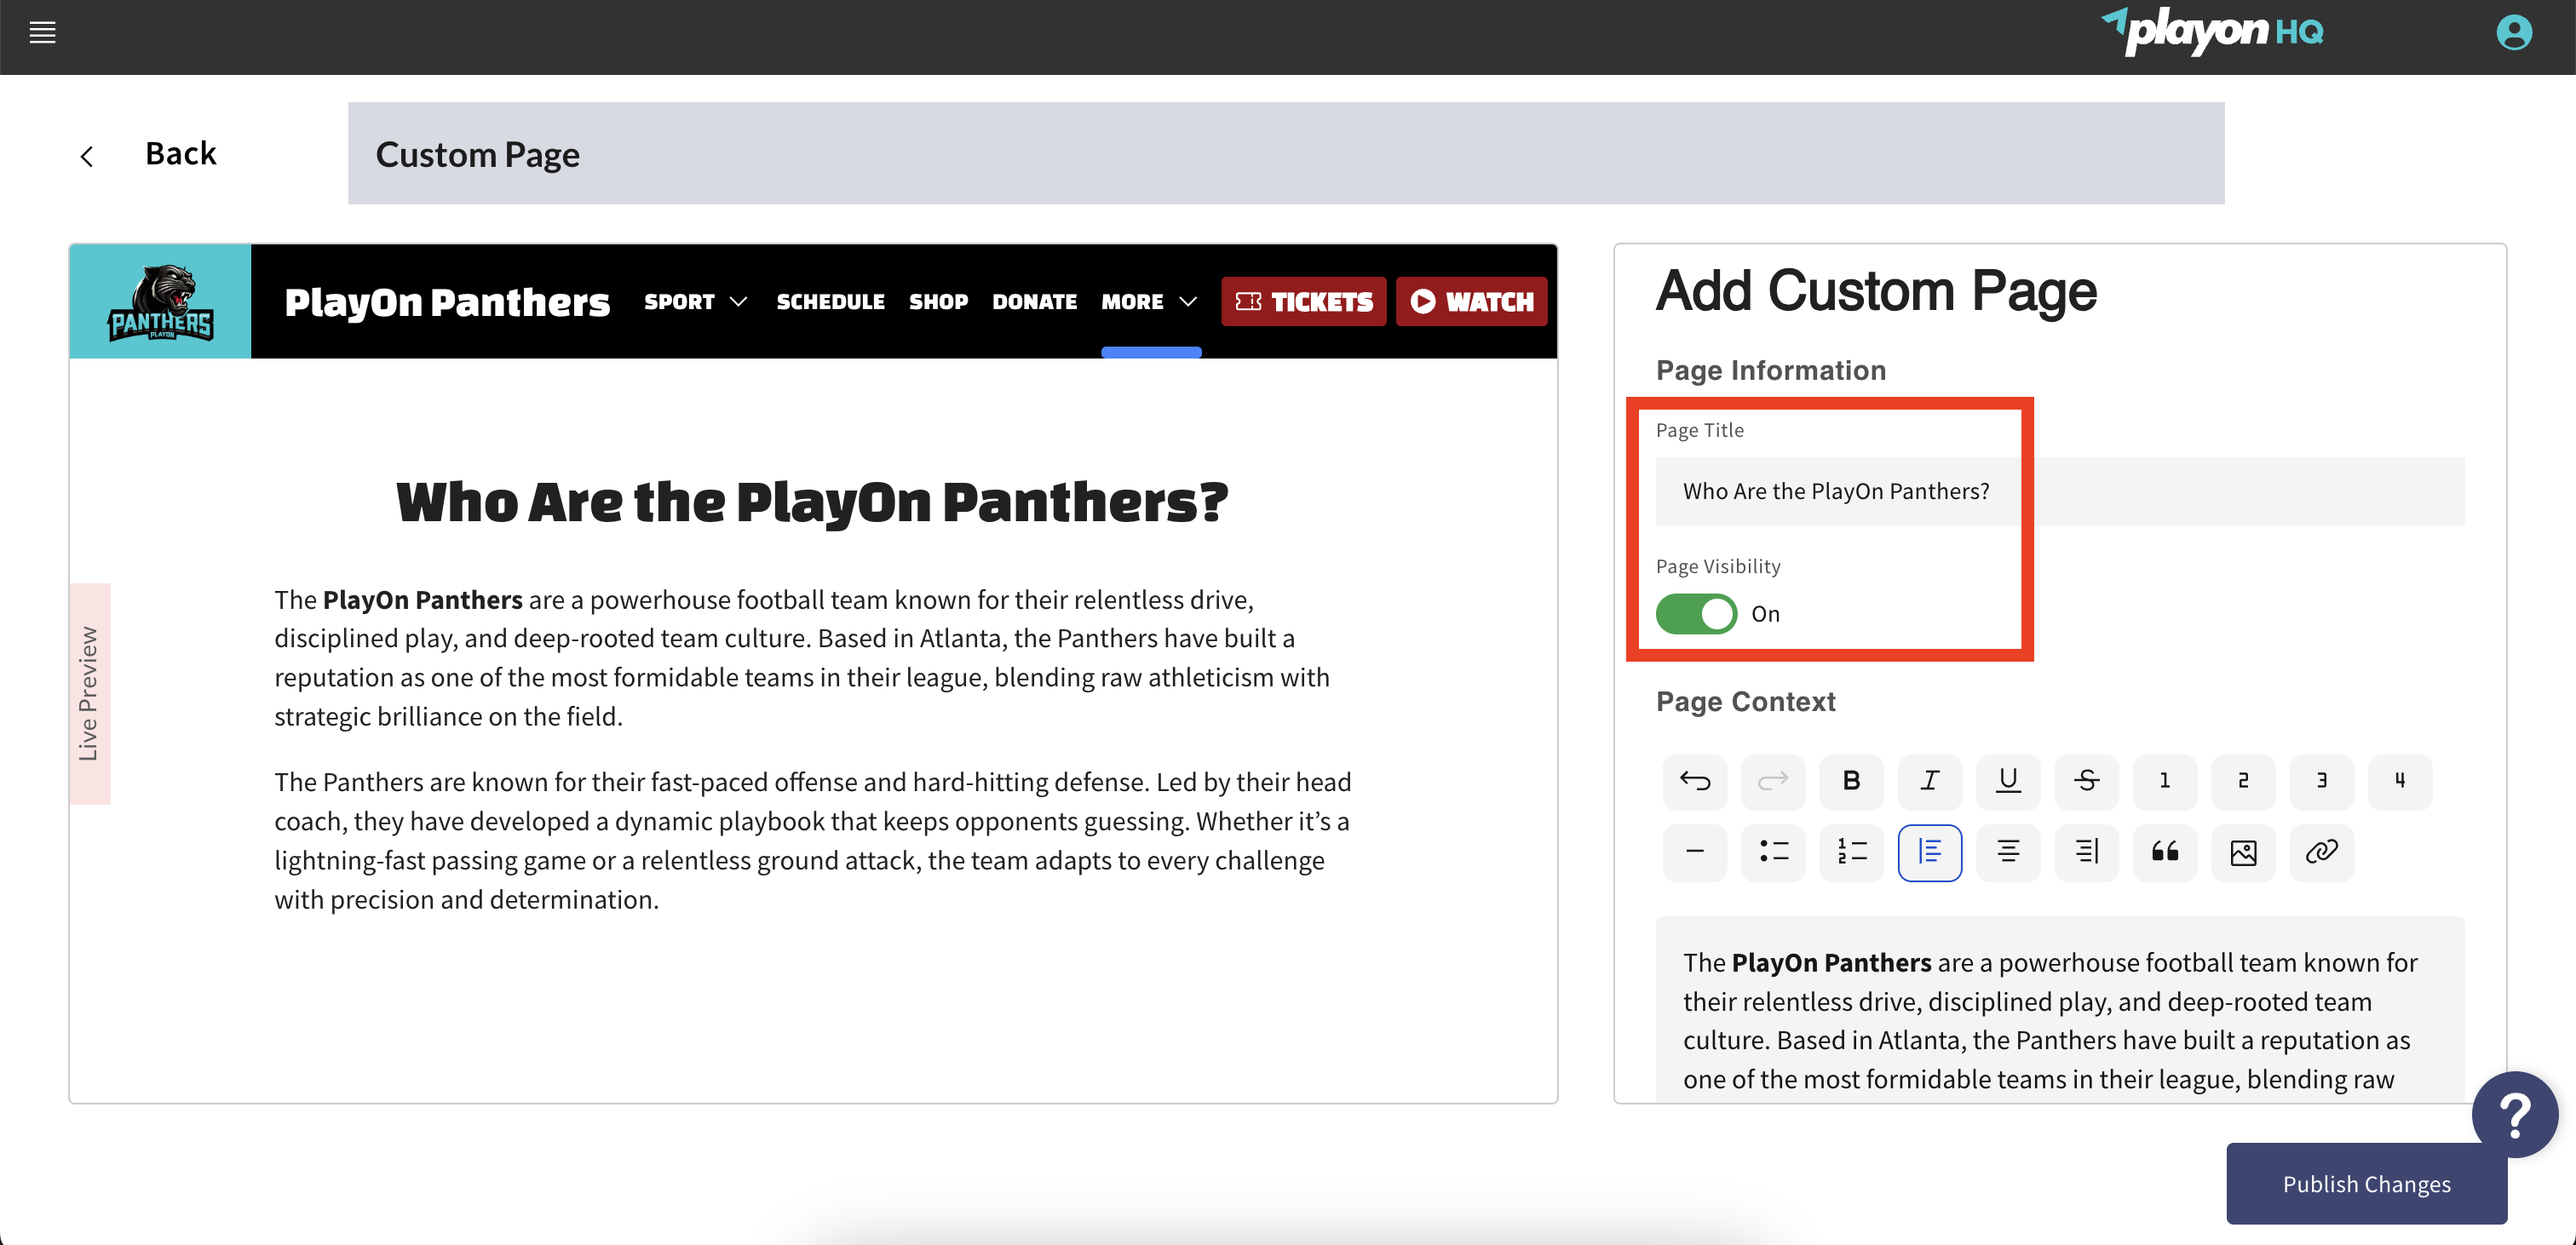 playon HQ
Back
Custom Page
PANTHERS
PLAYON
PlayOn Panthers
SPORT
SCHEDULE
SHOP
DONATE
MORE
TICKETS
WATCH
Live Preview
Who Are the PlayOn Panthers?
The PlayOn Panthers are a powerhouse football team known for their relentless drive,
disciplined play, and deep-rooted team culture. Based in Atlanta, the Panthers have built a
reputation as one of the most formidable teams in their league, blending raw athleticism with
strategic brilliance on the field.
The Panthers are known for their fast-paced offense and hard-hitting defense. Led by their head
coach, they have developed a dynamic playbook that keeps opponents guessing. Whether it’s a
lightning-fast passing game or a relentless ground attack, the team adapts to every challenge
with precision and determination.
Add Custom Page
Page Information
Page Title
Who Are the PlayOn Panthers?
Page Visibility
On
Page Context
B I U S 1 2 3 4
The PlayOn Panthers are a powerhouse football team known for
their relentless drive, disciplined play, and deep-rooted team
culture. Based in Atlanta, the Panthers have built a reputation as
one of the most formidable teams in their league, blending raw
?
Publish Changes